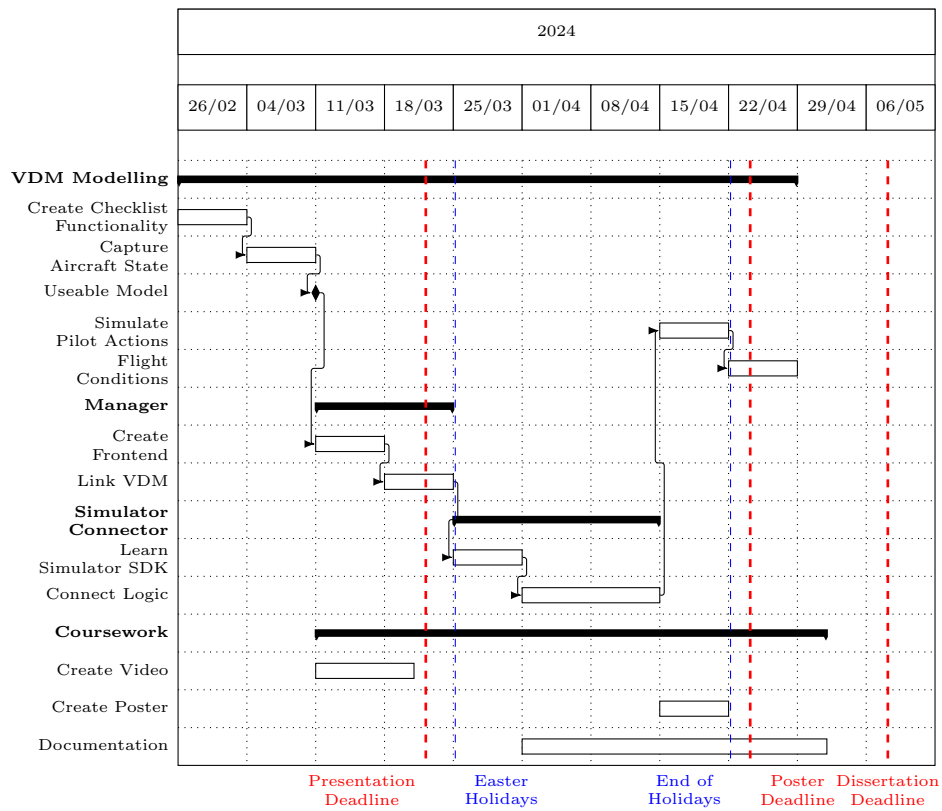 2024
26/02 04/03 11/03 18/03 25/03 01/04 08/04 15/04 22/04 29/04 06/05
VDM Modelling
Create Checklist
Functionality
Capture
Aircraft State
Useable Model
Simulate
Pilot Actions
Flight
Conditions
Manager
Create
Frontend
Link VDM
Simulator
Connector
Learn
Simulator SDK
Connect Logic
Coursework
Create Video
Create Poster
Documentation
Presentation
Deadline
Easter
Holidays
End of
Holidays
Poster
Deadline
Dissertation
Deadline